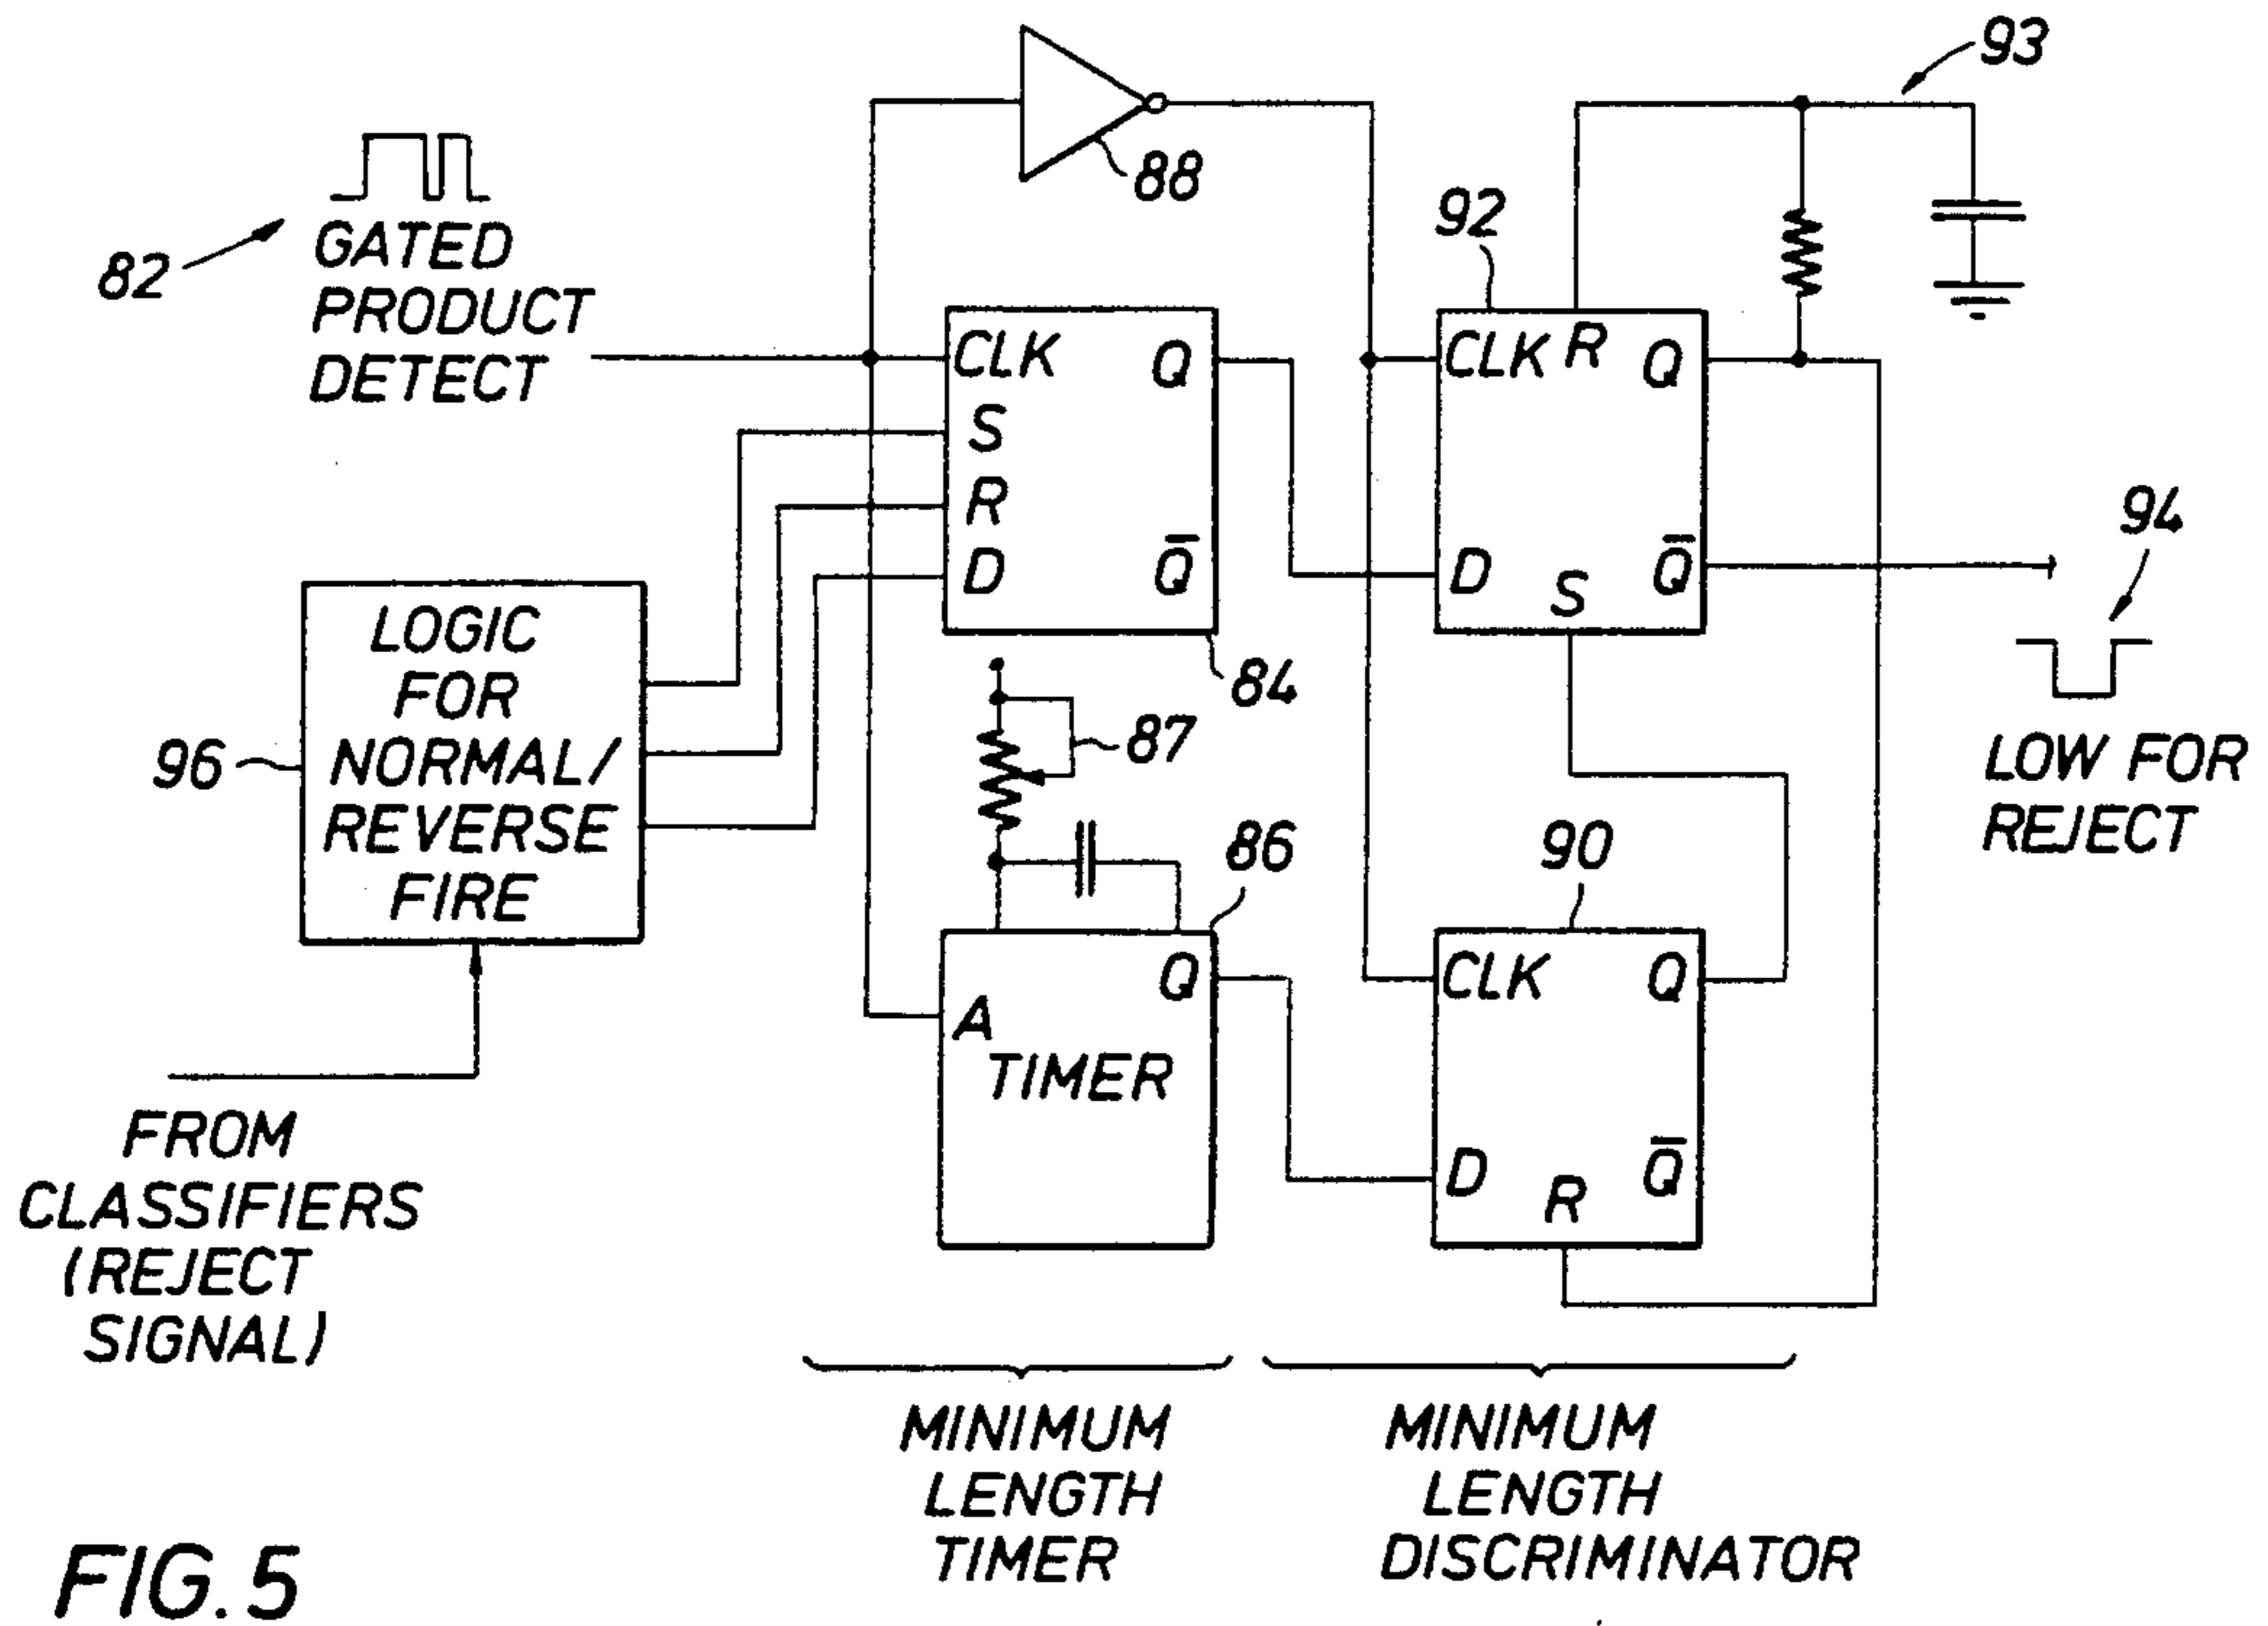 93
88
82
GATED
PRODUCT
DETECT
92
CLK
S
R
D
Q
Q̅
84
CLK R Q
D
S
Q̅
94
LOW FOR
REJECT
96
LOGIC
FOR
NORMAL/
REVERSE
FIRE
87
86
A
Q
TIMER
90
CLK
Q
D
R
Q̅
FROM
CLASSIFIERS
(REJECT
SIGNAL)
MINIMUM
LENGTH
TIMER
MINIMUM
LENGTH
DISCRIMINATOR
FIG. 5